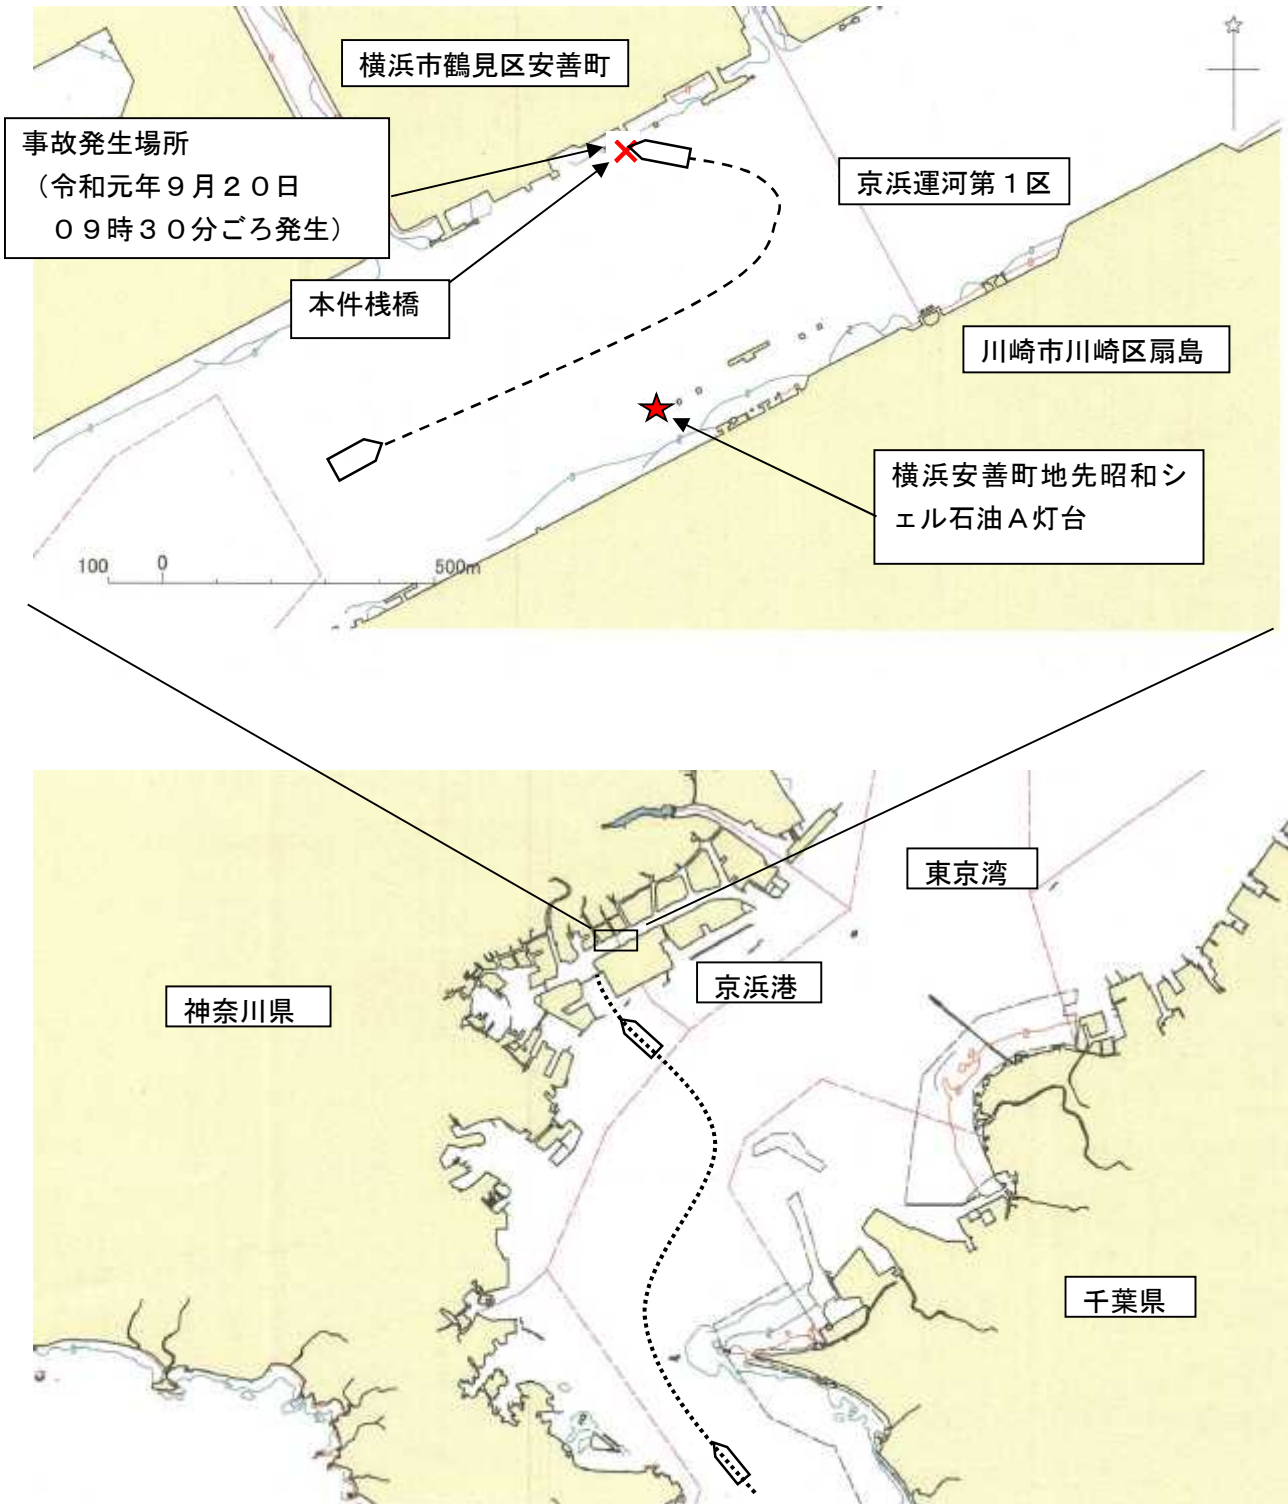 横浜市鶴見区安善町
事故発生場所
（令和元年９月２０日
０９時３０分ごろ発生）
京浜運河第１区
本件桟橋
川崎市川崎区扇島
横浜安善町地先昭和シ
ェル石油Ａ灯台
100 0 500m
東京湾
京浜港
神奈川県
千葉県